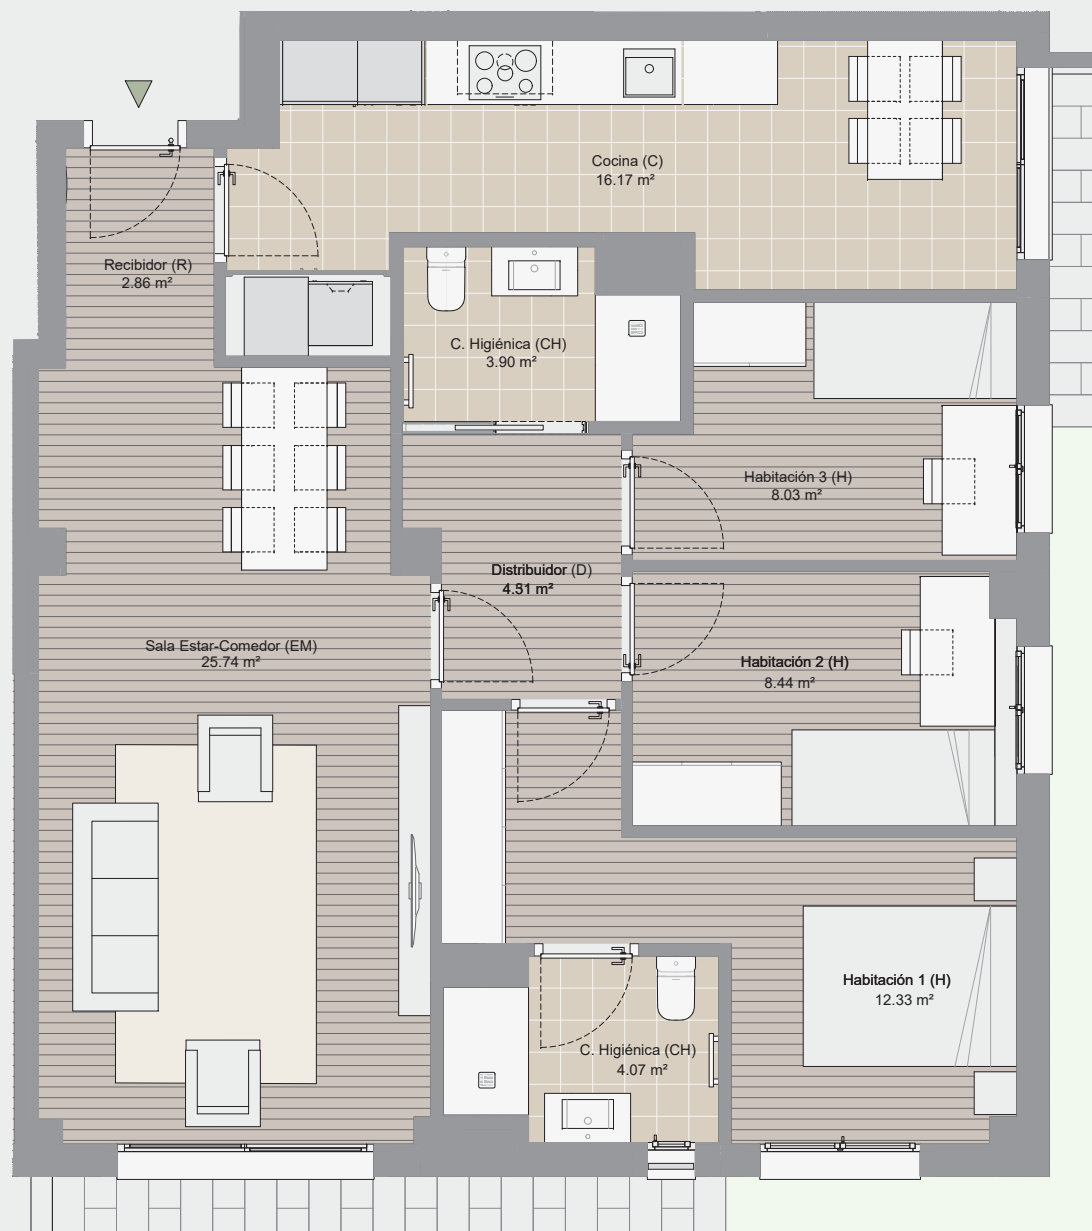 Cocina (C)
16.17 m²
Recibidor (R)
2.86 m²
C. Higiénica (CH)
3.90 m²
Habitación 3 (H)
8.03 m²
Distribuidor (D)
4.51 m²
Sala Estar-Comedor (EM)
25.74 m²
Habitación 2 (H)
8.44 m²
Habitación 1 (H)
12.33 m²
C. Higiénica (CH)
4.07 m²